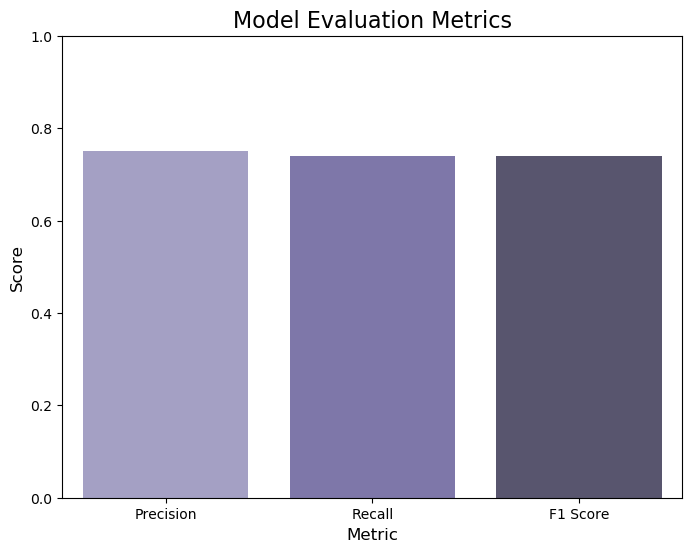 Model Evaluation Metrics
1.0
0.8
0.6
0.4
0.2
0.0
Score
Precision
Recall
F1 Score
Metric